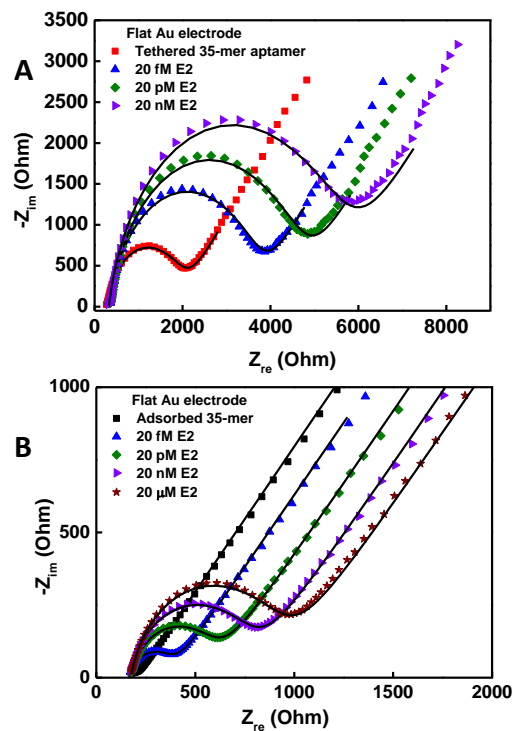 A
Flat Au electrode
Tethered 35-mer aptamer
20 fM E2
20 pM E2
20 nM E2
3500
3000
2500
2000
1500
1000
500
0
-Z_im (Ohm)
0 2000 4000 6000 8000
Z_re (Ohm)
B
Flat Au electrode
Adsorbed 35-mer
20 fM E2
20 pM E2
20 nM E2
20 μM E2
1000
500
0
-Z_im (Ohm)
0 500 1000 1500 2000
Z_re (Ohm)